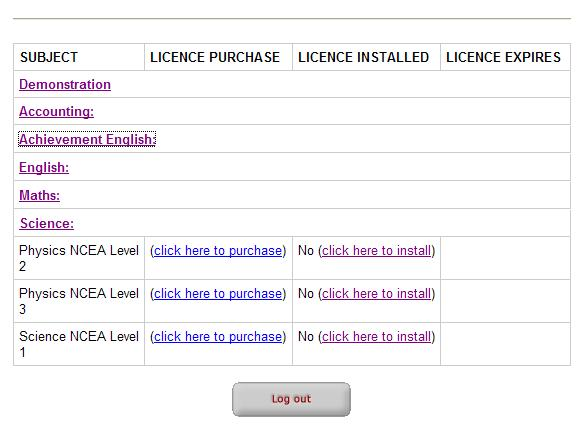 SUBJECT LICENCE PURCHASE LICENCE INSTALLED LICENCE EXPIRES
Demonstration
Accounting:
Achievement English:
English:
Maths:
Science:
Physics NCEA Level (click here to purchase) No (click here to install)
2
Physics NCEA Level (click here to purchase) No (click here to install)
3
Science NCEA Level (click here to purchase) No (click here to install)
1
Log out